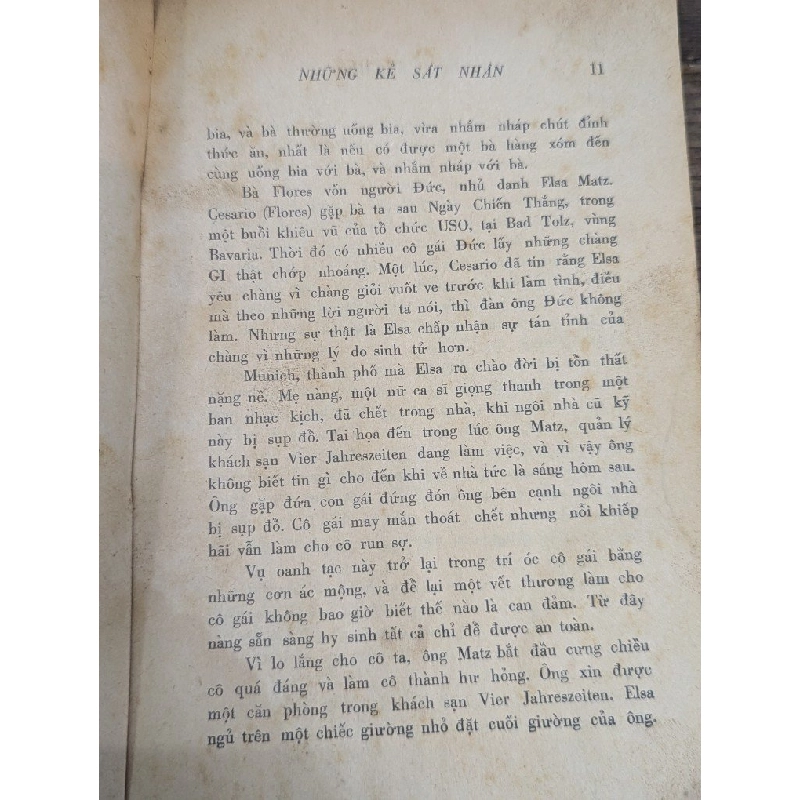 NHỮNG KẺ SÁT NHÂN 11
bia, và bà thường uống bia, vừa nhấm nháp chút đỉnh
thức ăn, nhất là nếu có được một bà hàng xóm đến
cùng uống bia với bà, và nhấm nháp với bà.
Bà Flores vốn người Đức, nhủ danh Elsa Matz.
Cesario (Flores) gặp bà ta sau Ngày Chiến Thắng, trong
một buổi khiêu vũ của tổ chức USO, tại Bad Tolz, vùng
Bavaria. Thời đó có nhiều cô gái Đức lấy những chàng
GI thật chớp nhoáng. Một lúc, Cesario đã tin rằng Elsa
yêu chàng vì chàng giỏi vuốt ve trước khi làm tình, điều
mà theo những lời người ta nói, thì đàn ông Đức không
làm. Nhưng sự thật là Elsa chấp nhận sự tán tỉnh của
chàng vì những lý do sinh tử hơn.
Munich, thành phố mà Elsa ra chào đời bị tổn thất
nặng nề. Mẹ nàng, một nữ ca sĩ giọng thanh trong một
ban nhạc kịch, đã chết trong nhà, khi ngôi nhà cũ kỹ
này bị sụp đổ. Tai họa đến trong lúc ông Matz, quản lý
khách sạn Vier Jahreszeiten đang làm việc, và vì vậy ông
không biết tin gì cho đến khi về nhà tức là sáng hôm sau.
Ông gặp đứa con gái đứng đón ông bên cạnh ngôi nhà
bị sụp đổ. Cô gái may mắn thoát chết nhưng nỗi khiếp
hãi vẫn làm cho cô run sợ.
Vụ oanh tạc này trở lại trong trí óc cô gái bằng
những cơn ác mộng, và để lại một vết thương làm cho
cô gái không bao giờ biết thế nào là can đảm. Từ đây
nàng sẵn sàng hy sinh tất cả chỉ để được an toàn.
Vì lo lắng cho cô ta, ông Matz bắt đầu cưng chiều
cô quá đáng và làm cô thành hư hỏng. Ông xin được
một căn phòng trong khách sạn Vier Jahreszeiten. Elsa
ngủ trên một chiếc giường nhỏ đặt cuối giường của ông.